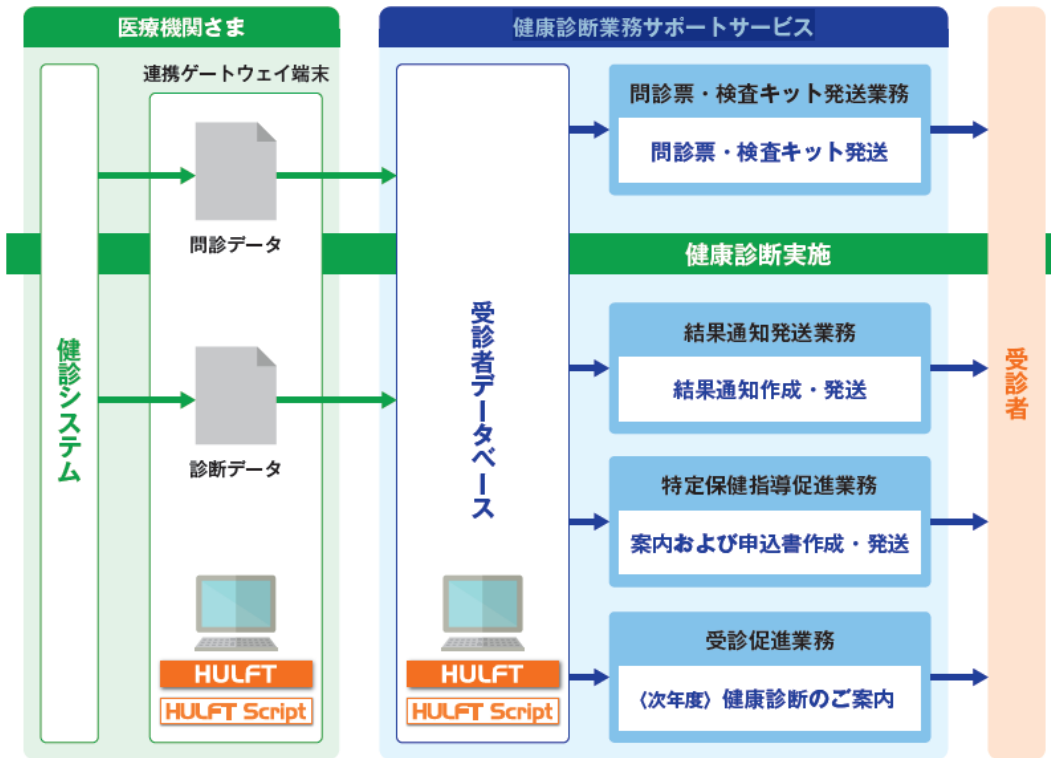 医療機関さま
健康診断業務サポートサービス
連携ゲートウェイ端末
問診データ
診断データ
健診システム
HULFT
HULFT Script
受診者データベース
HULFT
HULFT Script
問診票・検査キット発送業務
問診票・検査キット発送
健康診断実施
結果通知発送業務
結果通知作成・発送
特定保健指導促進業務
案内および申込書作成・発送
受診促進業務
〈次年度〉健康診断のご案内
受診者